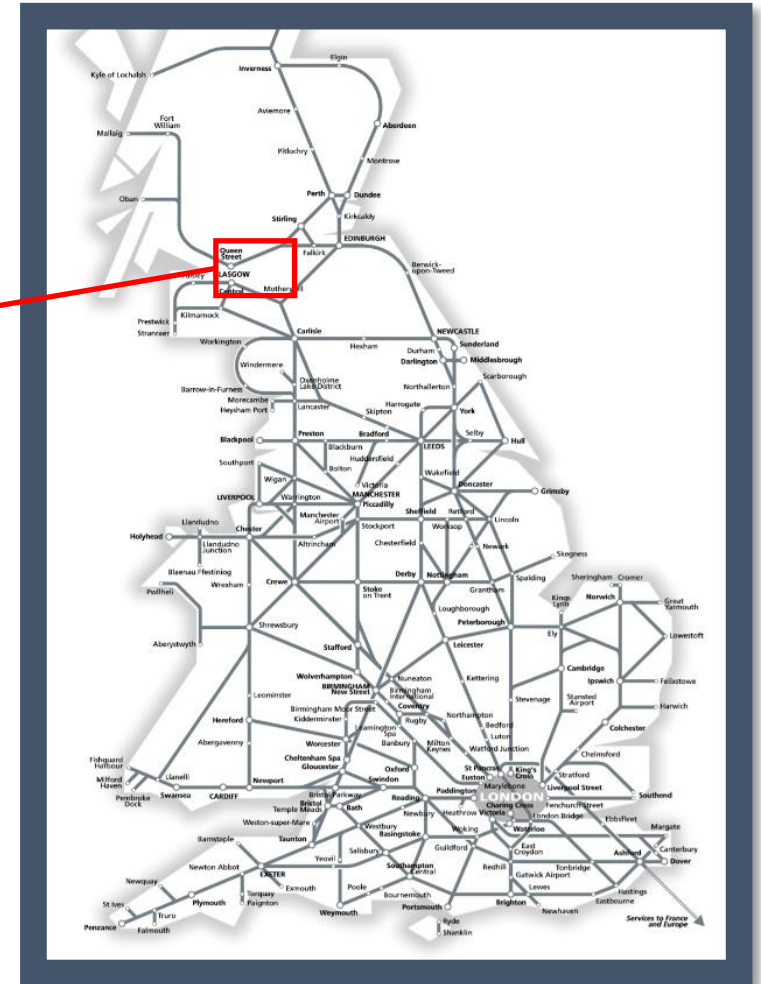 Elgin
Inverness
Kyle of Lochalsh
Aviemore
Fort
William
Mallaig
Aberdeen
Pitlochry
Montrose
Perth
Dundee
Oban
Stirling
Kirkcaldy
Queen
Street
Falkirk
EDINBURGH
Berwick-
upon-Tweed
LASGOW
Central
Prestwick
Kilmarnock
Stranraer
Carlisle
NEWCASTLE
Workington
Hexham
Durham
Sunderland
Darlington
Middlesbrough
Windermere
Oxenholme
Lake District
Scarborough
Barrow-in-Furness
Northallerton
Morecambe
Heysham Port
Lancaster
Harrogate
Skipton
York
Blackpool
Preston
Bradford
Selby
Hull
Blackburn
LEEDS
Southport
Huddersfield
Bolton
Wakefield
Wigan
Victoria
MANCHESTER
Piccadilly
Doncaster
Grimsby
LIVERPOOL
Warrington
Manchester
Airport
Sheffield
Retford
Lincoln
Llandudno
Stockport
Worksop
Holyhead
Chester
Llandudno
Junction
Altrincham
Chesterfield
Newark
Skegness
Blaenau Ffestiniog
Pwllheli
Wrexham
Crewe
Stoke
on Trent
Derby
Nottingham
Grantham
Spalding
Sheringham
Cromer
Kings
Lynn
Norwich
Great
Yarmouth
Loughborough
Peterborough
Aberystwyth
Shrewsbury
Stafford
Leicester
Ely
Lowestoft
Wolverhampton
BIRMINGHAM
New Street
Nuneaton
Birmingham
International
Kettering
Cambridge
Ipswich
Felixstowe
Leominster
Birmingham Moor Street
Coventry
Stevenage
Stansted
Airport
Harwich
Hereford
Kidderminster
Leamington
Spa
Rugby
Northampton
Bedford
Colchester
Abergavenny
Worcester
Banbury
Milton
Keynes
Luton
Watford Junction
Chelmsford
Cheltenham Spa
Gloucester
Oxford
St Pancras
Euston
King's
Cross
Stratford
Fishguard
Harbour
Milford
Haven
Llanelli
Newport
Swindon
Paddington
Marylebone
Liverpool Street
Pembroke
Dock
Swansea
CARDIFF
Bristol Parkway
Bristol
Temple Meads
Bath
Reading
LONDON
Southend
Heathrow
Victoria
Charing Cross
Fenchurch Street
London Bridge
Ebbsfleet
Weston-super-Mare
Newbury
Waterloo
Margate
Barnstaple
Taunton
Westbury
Basingstoke
Woking
East
Croydon
Canterbury
Salisbury
Guildford
Ashford
Dover
Newton Abbot
Yeovil
Redhill
Tonbridge
EXETER
Southampton
Central
Gatwick Airport
Newquay
Exmouth
Poole
Bournemouth
Lewes
Hastings
St Ives
Plymouth
Torquay
Paignton
Weymouth
Portsmouth
Brighton
Newhaven
Eastbourne
Truro
Penzance
Falmouth
Ryde
Shanklin
Services to France
and Europe